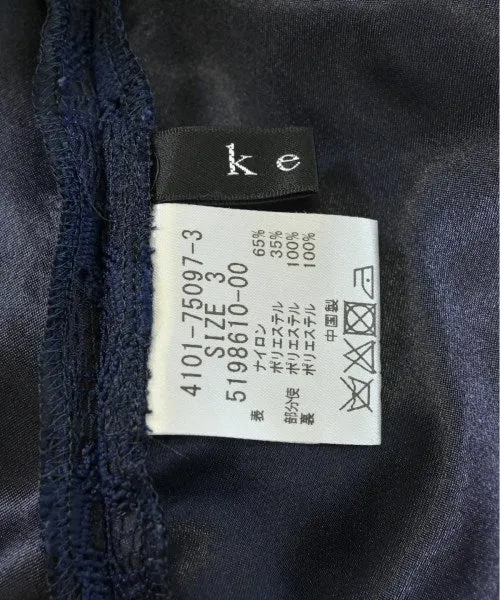 Ke
4101-75097-3
SIZE 3
5198610-00
表 ナイロン 65%
ポリエステル 35%
部分使 ポリエステル 100%
裏 ポリエステル 100%
中国製